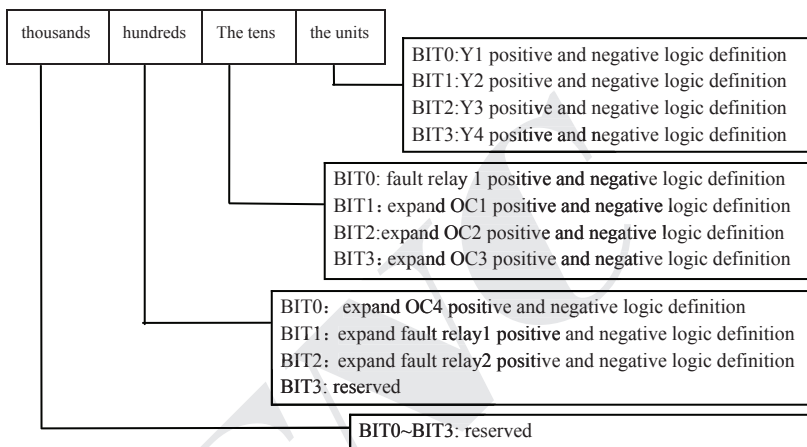 thousands hundreds The tens the units
BIT0:Y1 positive and negative logic definition
BIT1:Y2 positive and negative logic definition
BIT2:Y3 positive and negative logic definition
BIT3:Y4 positive and negative logic definition
BIT0: fault relay 1 positive and negative logic definition
BIT1：expand OC1 positive and negative logic definition
BIT2:expand OC2 positive and negative logic definition
BIT3：expand OC3 positive and negative logic definition
BIT0：expand OC4 positive and negative logic definition
BIT1：expand fault relay1 positive and negative logic definition
BIT2：expand fault relay2 positive and negative logic definition
BIT3: reserved
BIT0~BIT3: reserved